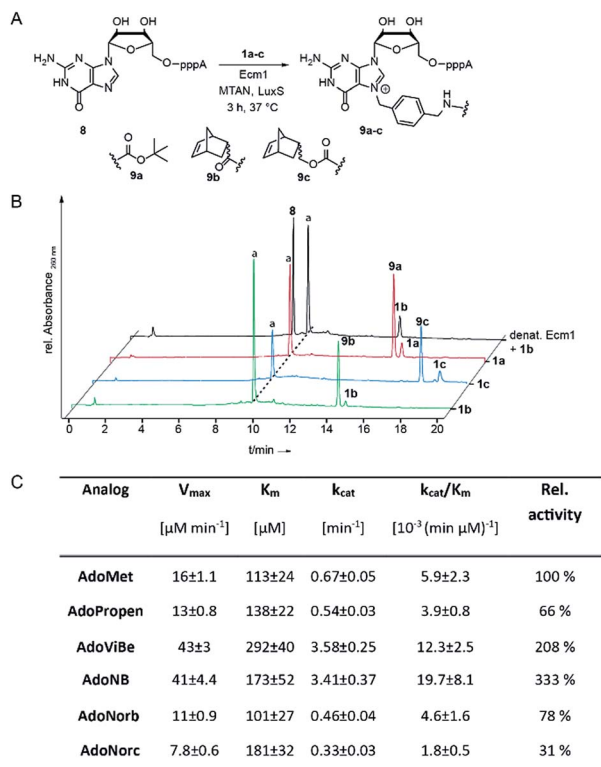 A
OH OH
1a-c
OH OH
H₂N N N O O pppA
Ecm1
H₂N N N O O pppA
HN N
MTAN, LuxS
HN N⊕
O
3 h, 37 °C
O
H
N
8
9a-c
O
O
9a
O
9b
O
O
9c
B
rel. Absorbance 260 nm
8
a
a
9a
a
a
1b
9c
9b
1a
denat. Ecm1
+ 1b
1a
1c
1c
1b
1b
0 2 4 6 8 10 12 14 16 18 20
t/min
C
Analog Vmax Km kcat kcat/Km Rel. activity
[µM min⁻¹] [µM] [min⁻¹] [10⁻³ (min µM)⁻¹]
AdoMet 16±1.1 113±24 0.67±0.05 5.9±2.3 100 %
AdoPropen 13±0.8 138±22 0.54±0.03 3.9±0.8 66 %
AdoViBe 43±3 292±40 3.58±0.25 12.3±2.5 208 %
AdoNB 41±4.4 173±52 3.41±0.37 19.7±8.1 333 %
AdoNorb 11±0.9 101±27 0.46±0.04 4.6±1.6 78 %
AdoNorc 7.8±0.6 181±32 0.33±0.03 1.8±0.5 31 %